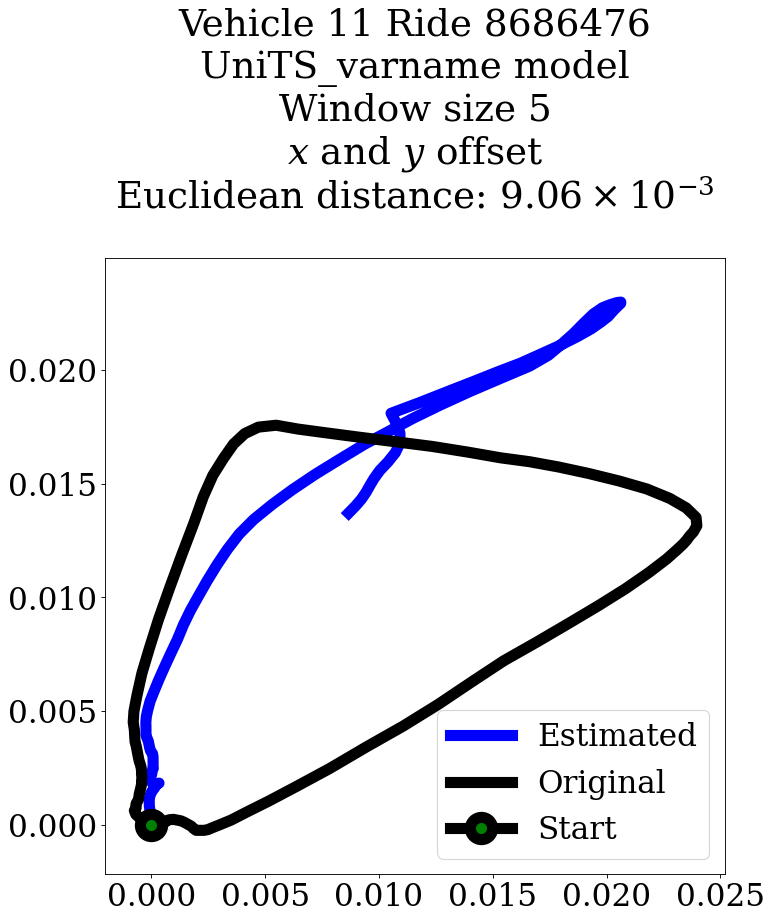 Vehicle 11 Ride 8686476
UniTS_varname model
Window size 5
x and y offset
Euclidean distance: 9.06 × 10⁻³
0.020
0.015
0.010
0.005
0.000
Estimated
Original
Start
0.000 0.005 0.010 0.015 0.020 0.025